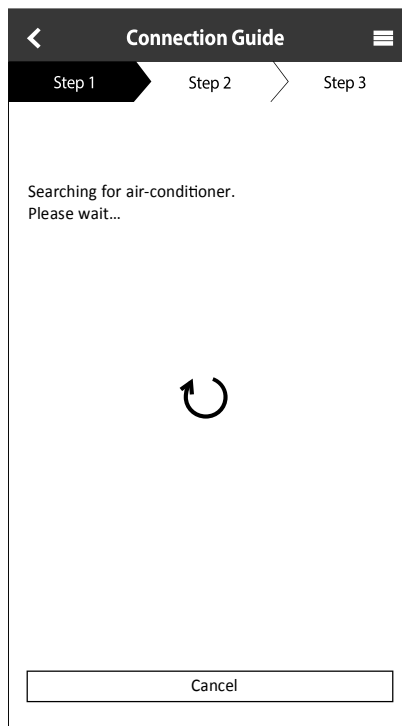 Connection Guide
Step 1 Step 2 Step 3
Searching for air-conditioner.
Please wait...
Cancel